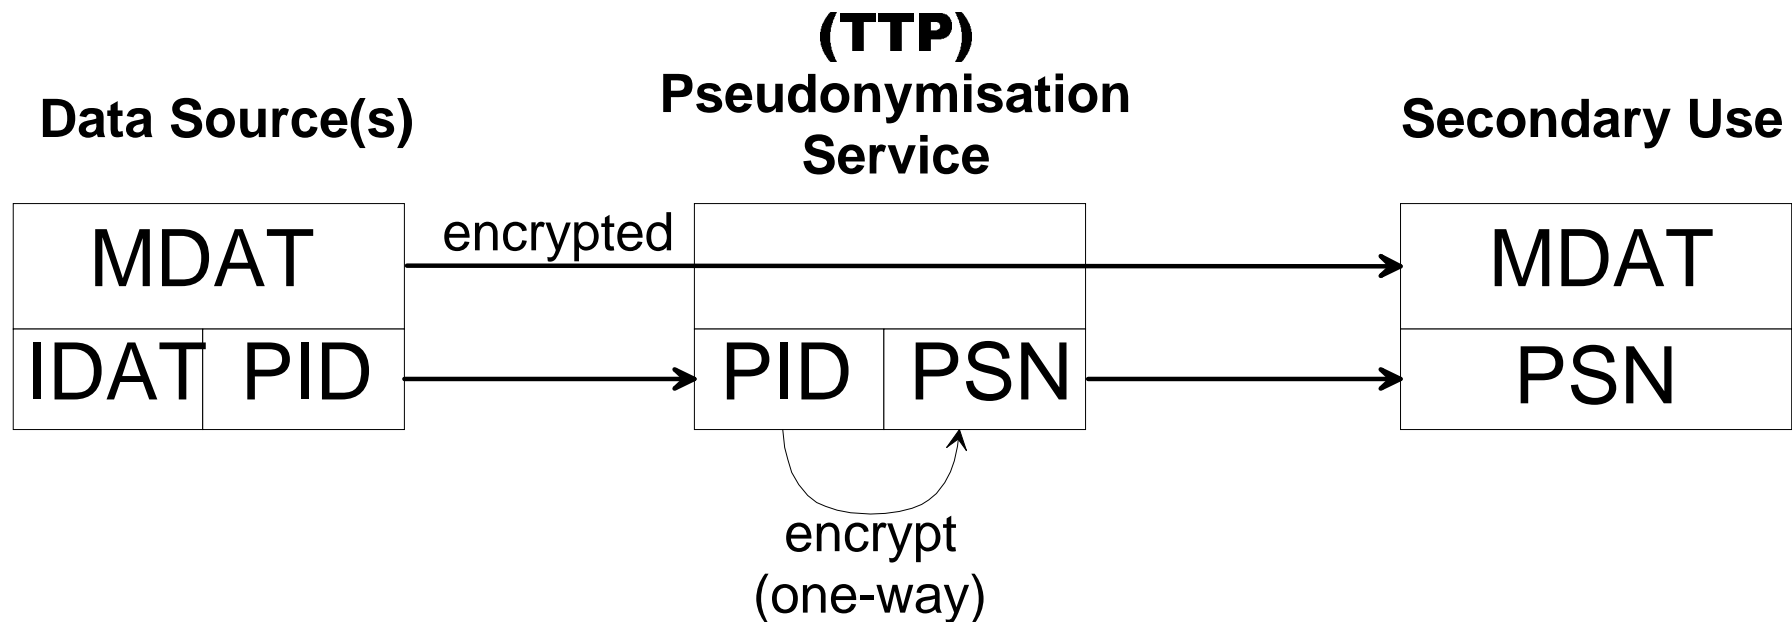 (TTP)
Pseudonymisation
Service
Data Source(s)
Secondary Use
MDAT
encrypted
MDAT
IDAT
PID
PID
PSN
PSN
encrypt
(one-way)